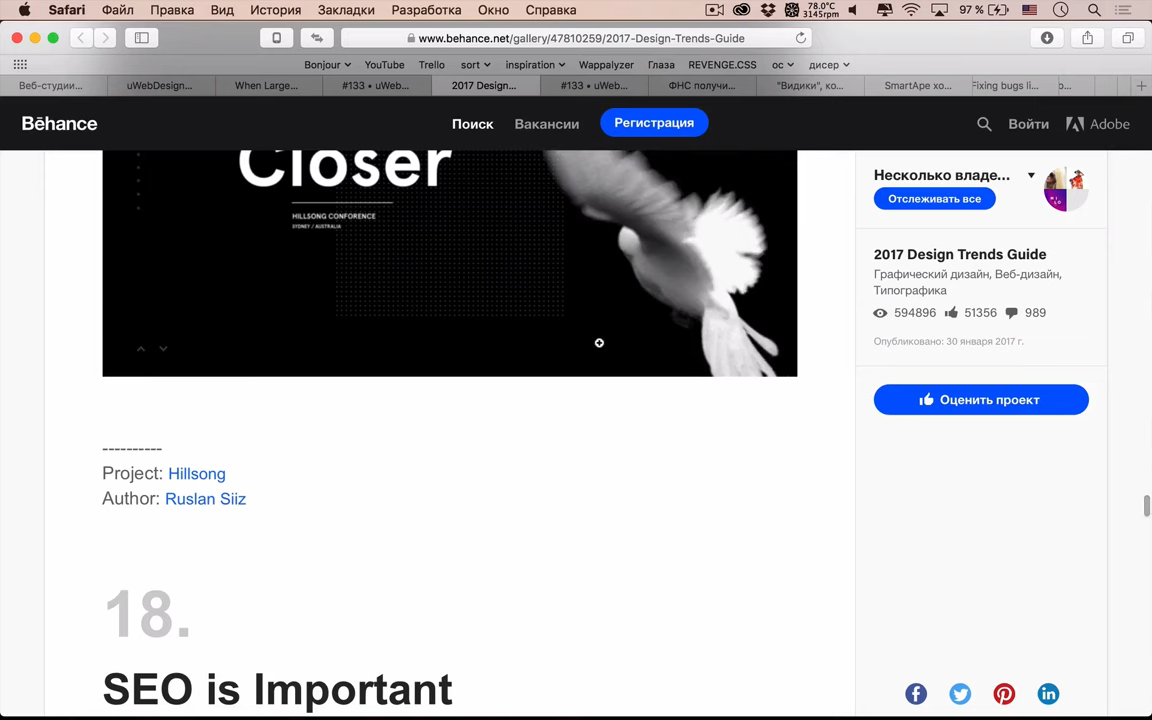 Safari Файл Правка Вид История Закладки Разработка Окно Справка 78.0°C 3145rpm 97 %
www.behance.net/gallery/47810259/2017-Design-Trends-Guide
Bonjour YouTube Trello sort inspiration Wappalyzer Глаза REVENGE.CSS ос дисер
Веб-студии... uWebDesign... When Large... #133 • uWeb... 2017 Design... #133 • uWeb... ФНС получи... "Видики", ко... SmartApe хо... Fixing bugs li... b...
Bēhance Поиск Вакансии Регистрация Войти Adobe
Closer
HILLSONG CONFERENCE
SYDNEY / AUSTRALIA
Project: Hillsong
Author: Ruslan Siiz
18.
SEO is Important
Несколько владе...
Отслеживать все
2017 Design Trends Guide
Графический дизайн, Веб-дизайн,
Типографика
594896 51356 989
Опубликовано: 30 января 2017 г.
Оценить проект